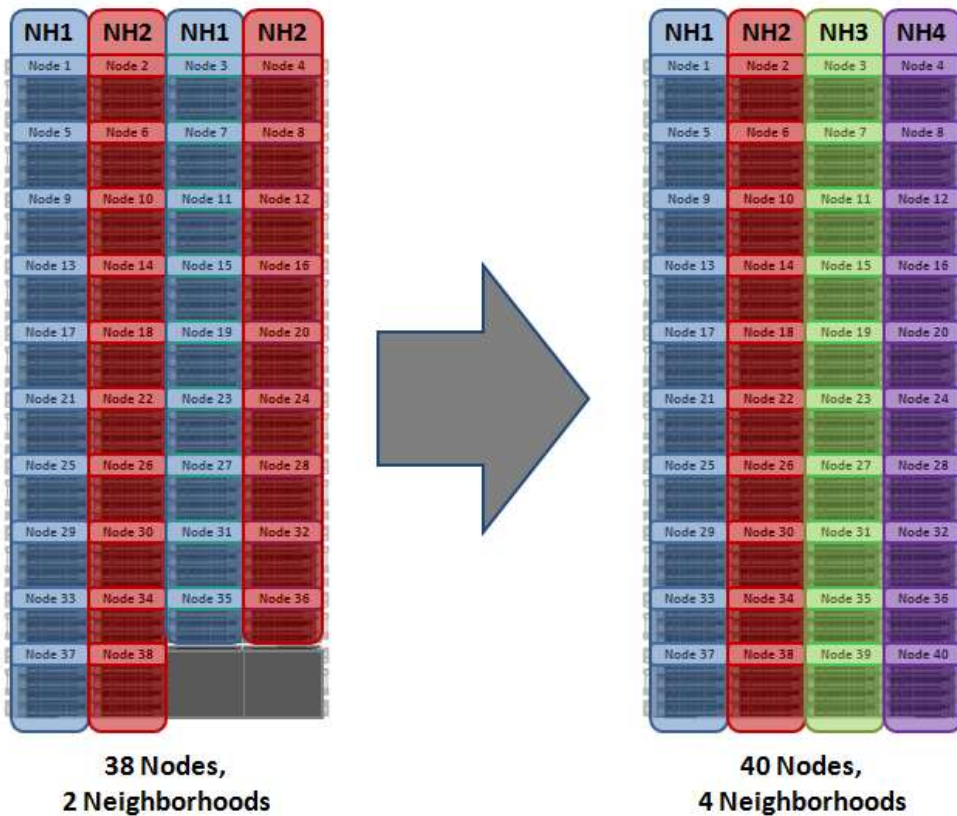 NH1 NH2 NH1 NH2
Node 1 Node 2 Node 3 Node 4
Node 5 Node 6 Node 7 Node 8
Node 9 Node 10 Node 11 Node 12
Node 13 Node 14 Node 15 Node 16
Node 17 Node 18 Node 19 Node 20
Node 21 Node 22 Node 23 Node 24
Node 25 Node 26 Node 27 Node 28
Node 29 Node 30 Node 31 Node 32
Node 33 Node 34 Node 35 Node 36
Node 37 Node 38
38 Nodes,
2 Neighborhoods
NH1 NH2 NH3 NH4
Node 1 Node 2 Node 3 Node 4
Node 5 Node 6 Node 7 Node 8
Node 9 Node 10 Node 11 Node 12
Node 13 Node 14 Node 15 Node 16
Node 17 Node 18 Node 19 Node 20
Node 21 Node 22 Node 23 Node 24
Node 25 Node 26 Node 27 Node 28
Node 29 Node 30 Node 31 Node 32
Node 33 Node 34 Node 35 Node 36
Node 37 Node 38 Node 39 Node 40
40 Nodes,
4 Neighborhoods